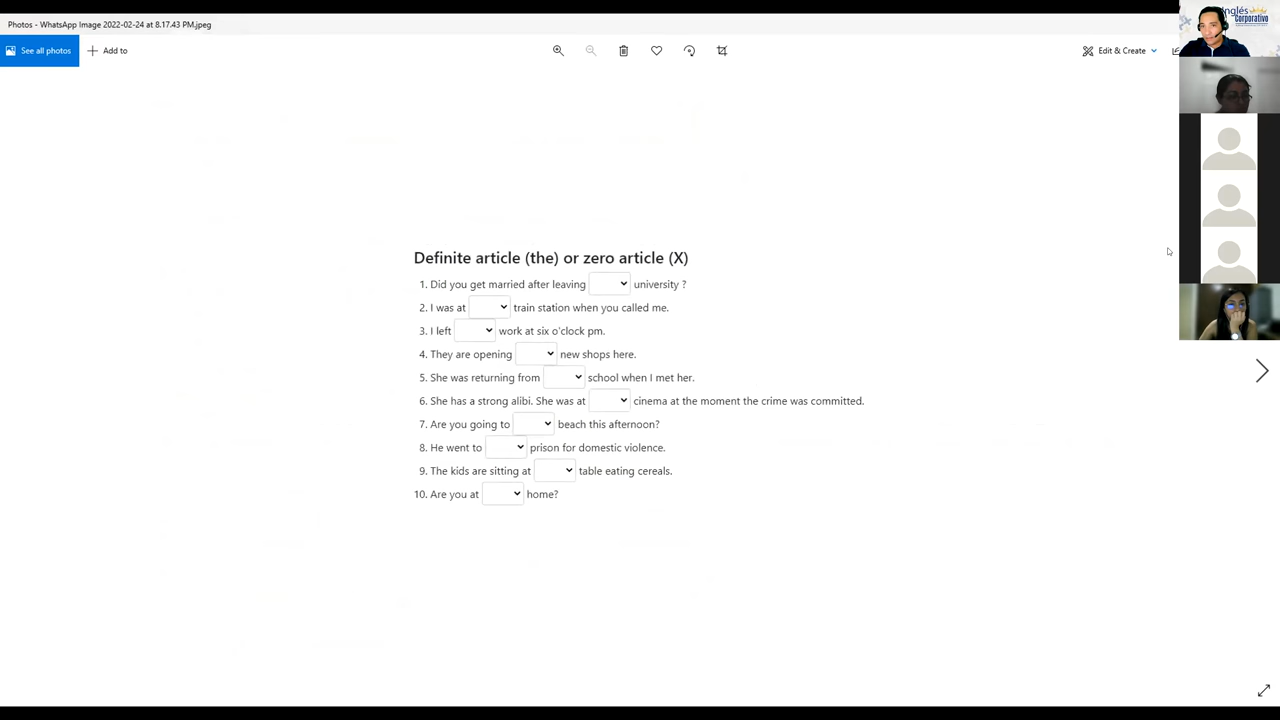 Photos - WhatsApp Image 2022-02-24 at 8.17.43 PM.jpeg
See all photos
Add to
Edit & Create
Inglés
Corporativo
Definite article (the) or zero article (X)
1. Did you get married after leaving university ?
2. I was at train station when you called me.
3. I left work at six o'clock pm.
4. They are opening new shops here.
5. She was returning from school when I met her.
6. She has a strong alibi. She was at cinema at the moment the crime was committed.
7. Are you going to beach this afternoon?
8. He went to prison for domestic violence.
9. The kids are sitting at table eating cereals.
10. Are you at home?